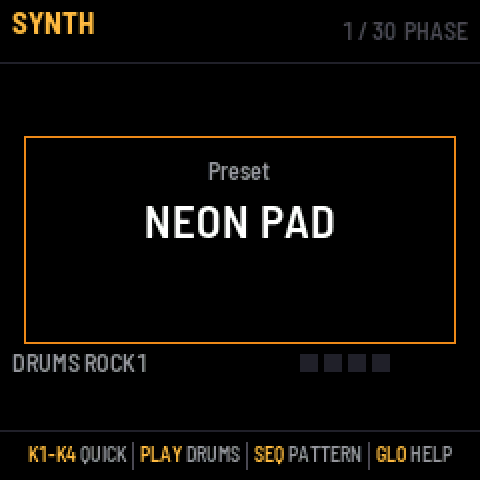 SYNTH
1 / 30 PHASE
Preset
NEON PAD
DRUMS ROCK 1
K1-K4 QUICK | PLAY DRUMS | SEQ PATTERN | GLO HELP